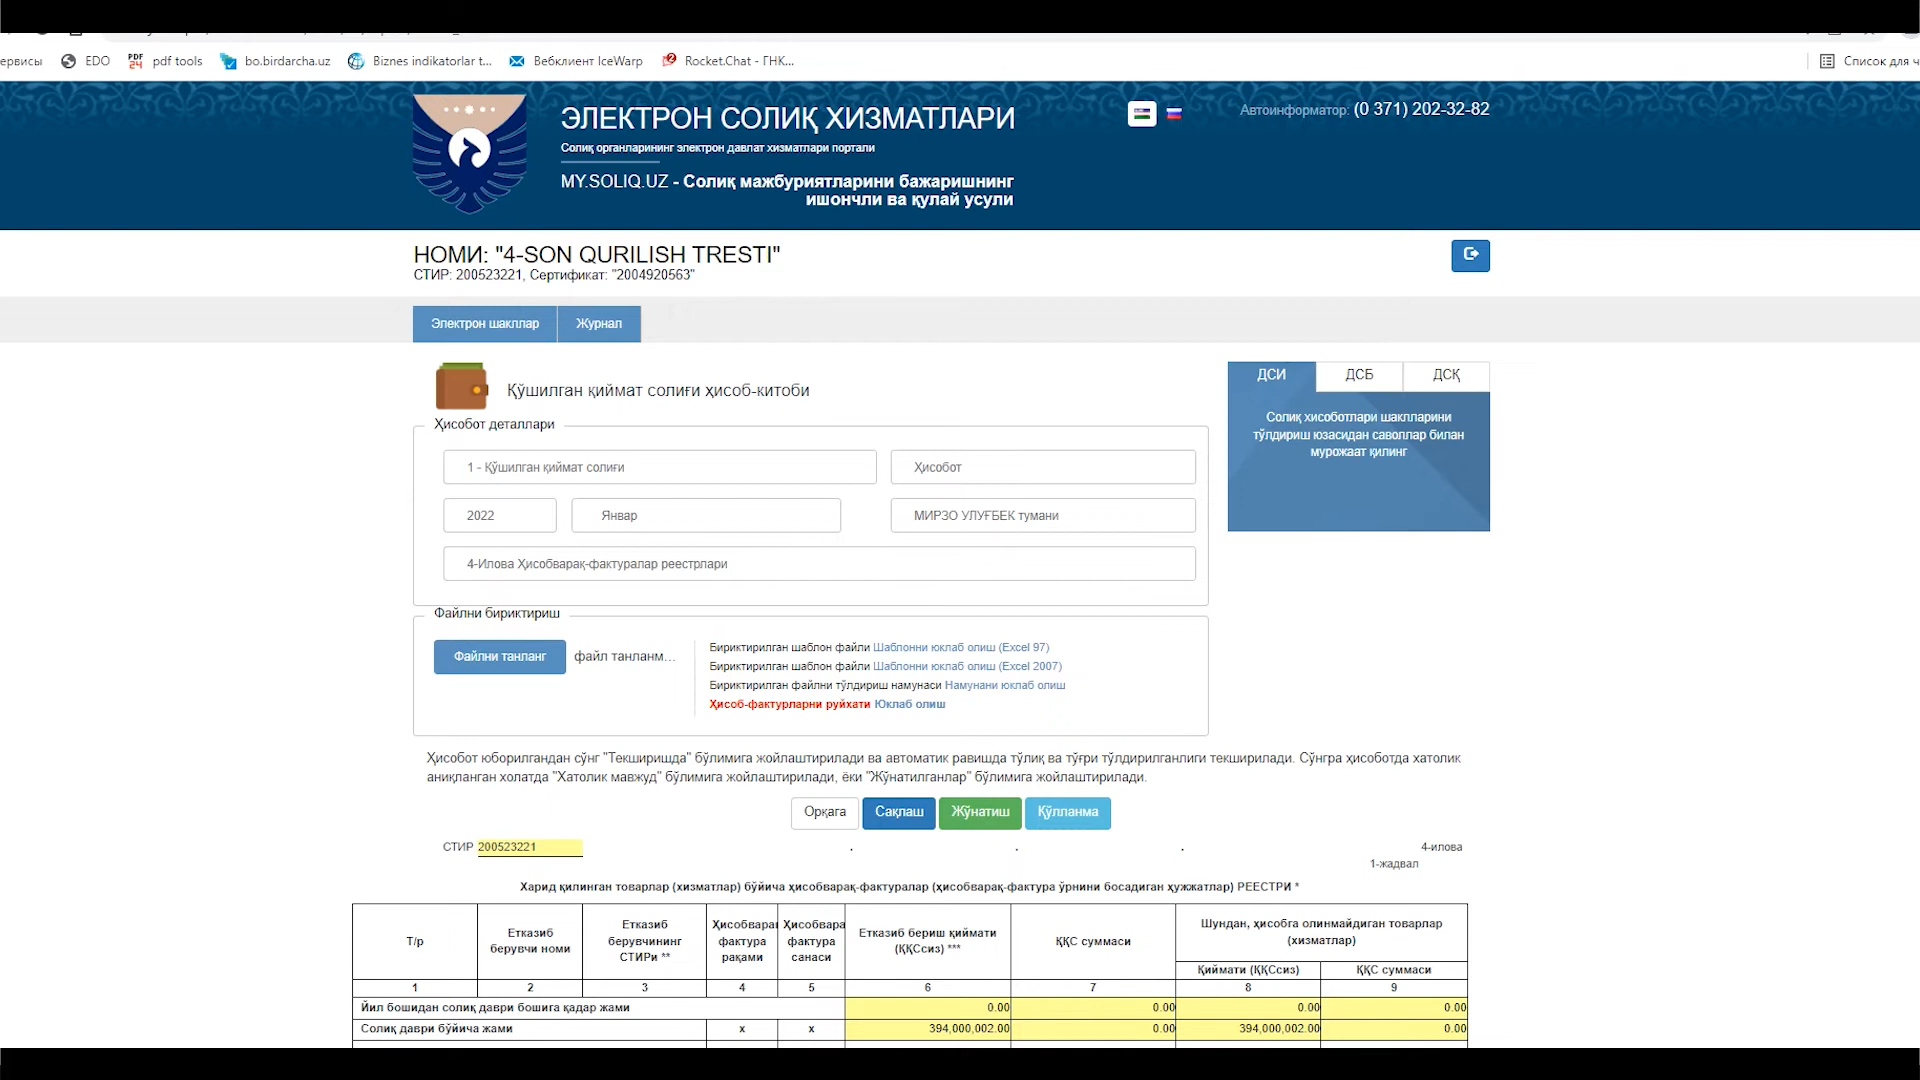 ервисы EDO PDF 24 pdf tools bo.birdarcha.uz Biznes indikatorlar t... Вебклиент IceWarp Rocket.Chat - ГНК... Список для ч
ЭЛЕКТРОН СОЛИҚ ХИЗМАТЛАРИ
Автоинформатор: (0 371) 202-32-82
Солиқ органларининг электрон давлат хизматлари портали
MY.SOLIQ.UZ - Солиқ мажбуриятларини бажаришнинг
ишончли ва қулай усули
НОМИ: "4-SON QURILISH TRESTI"
СТИР: 200523221, Сертификат: "2004920563"
Электрон шакллар Журнал
Қўшилган қиймат солиғи ҳисоб-китоби
ДСИ ДСБ ДСҚ
Солиқ хисоботлари шаклларини
тўлдириш юзасидан саволлар билан
мурожаат қилинг
Ҳисобот деталлари
1 - Қўшилган қиймат солиғи Ҳисобот
2022 Январ МИРЗО УЛУҒБЕК тумани
4-Илова Ҳисобварақ-фактуралар реестрлари
Файлни бириктириш
Файлни танланг файл танланм...
Бириктирилган шаблон файли Шаблонни юклаб олиш (Excel 97)
Бириктирилган шаблон файли Шаблонни юклаб олиш (Excel 2007)
Бириктирилган файлни тўлдириш намунаси Намунани юклаб олиш
Ҳисоб-фактурларни руйхати Юклаб олиш
Ҳисобот юборилгандан сўнг "Текширишда" бўлимига жойлаштирилади ва автоматик равишда тўлиқ ва тўғри тўлдирилганлиги текширилади. Сўнгра ҳисоботда хатолик
аниқланган холатда "Хатолик мавжуд" бўлимига жойлаштирилади, ёки "Жўнатилганлар" бўлимига жойлаштирилади.
Орқага Сақлаш Жўнатиш Қўлланма
СТИР 200523221 . . . 4-илова
1-жадвал
Харид қилинган товарлар (хизматлар) бўйича ҳисобварақ-фактуралар (ҳисобварақ-фактура ўрнини босадиган ҳужжатлар) РЕЕСТРИ *
Т/р
Етказиб
берувчи номи
Етказиб
берувчининг
СТИРи **
Ҳисобвара
фактура
рақами
Ҳисобвара
фактура
санаси
Етказиб бериш қиймати
(ҚҚСсиз) ***
ҚҚС суммаси
Шундан, ҳисобга олинмайдиган товарлар
(хизматлар)
Қиймати (ҚҚСсиз) ҚҚС суммаси
1 2 3 4 5 6 7 8 9
Йил бошидан солиқ даври бошига қадар жами 0.00 0.00 0.00 0.00
Солиқ даври бўйича жами х х 394,000,002.00 0.00 394,000,002.00 0.00